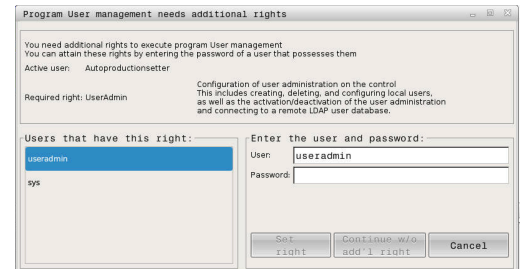 Program User management needs additional rights
You need additional rights to execute program User management
You can attain these rights by entering the password of a user that possesses them
Active user: Autoproductionsetter
Required right: UserAdmin
Configuration of user administration on the control
This includes creating, deleting, and configuring local users,
as well as the activation/deactivation of the user administration
and connecting to a remote LDAP user database.
Users that have this right:
useradmin
sys
Enter the user and password:
User: useradmin
Password:
Set
right
Continue w/o
add'l right
Cancel